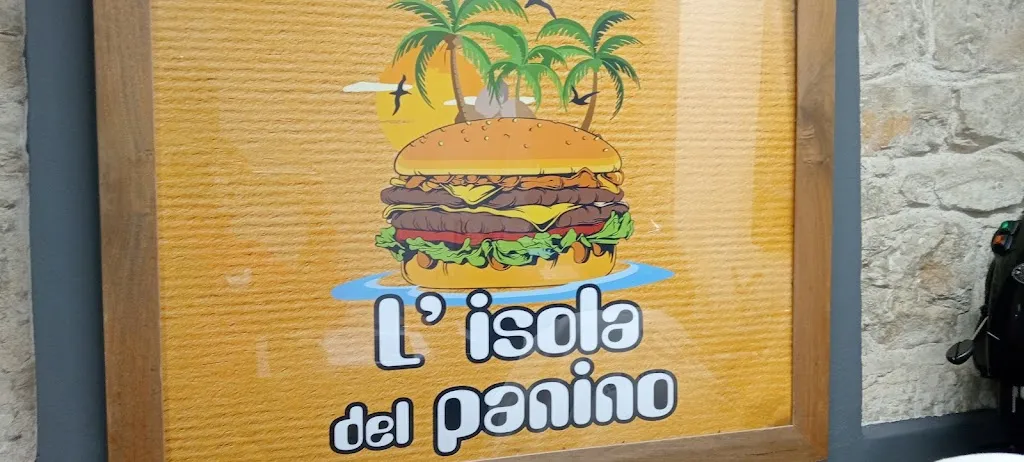 L' isola
del panino